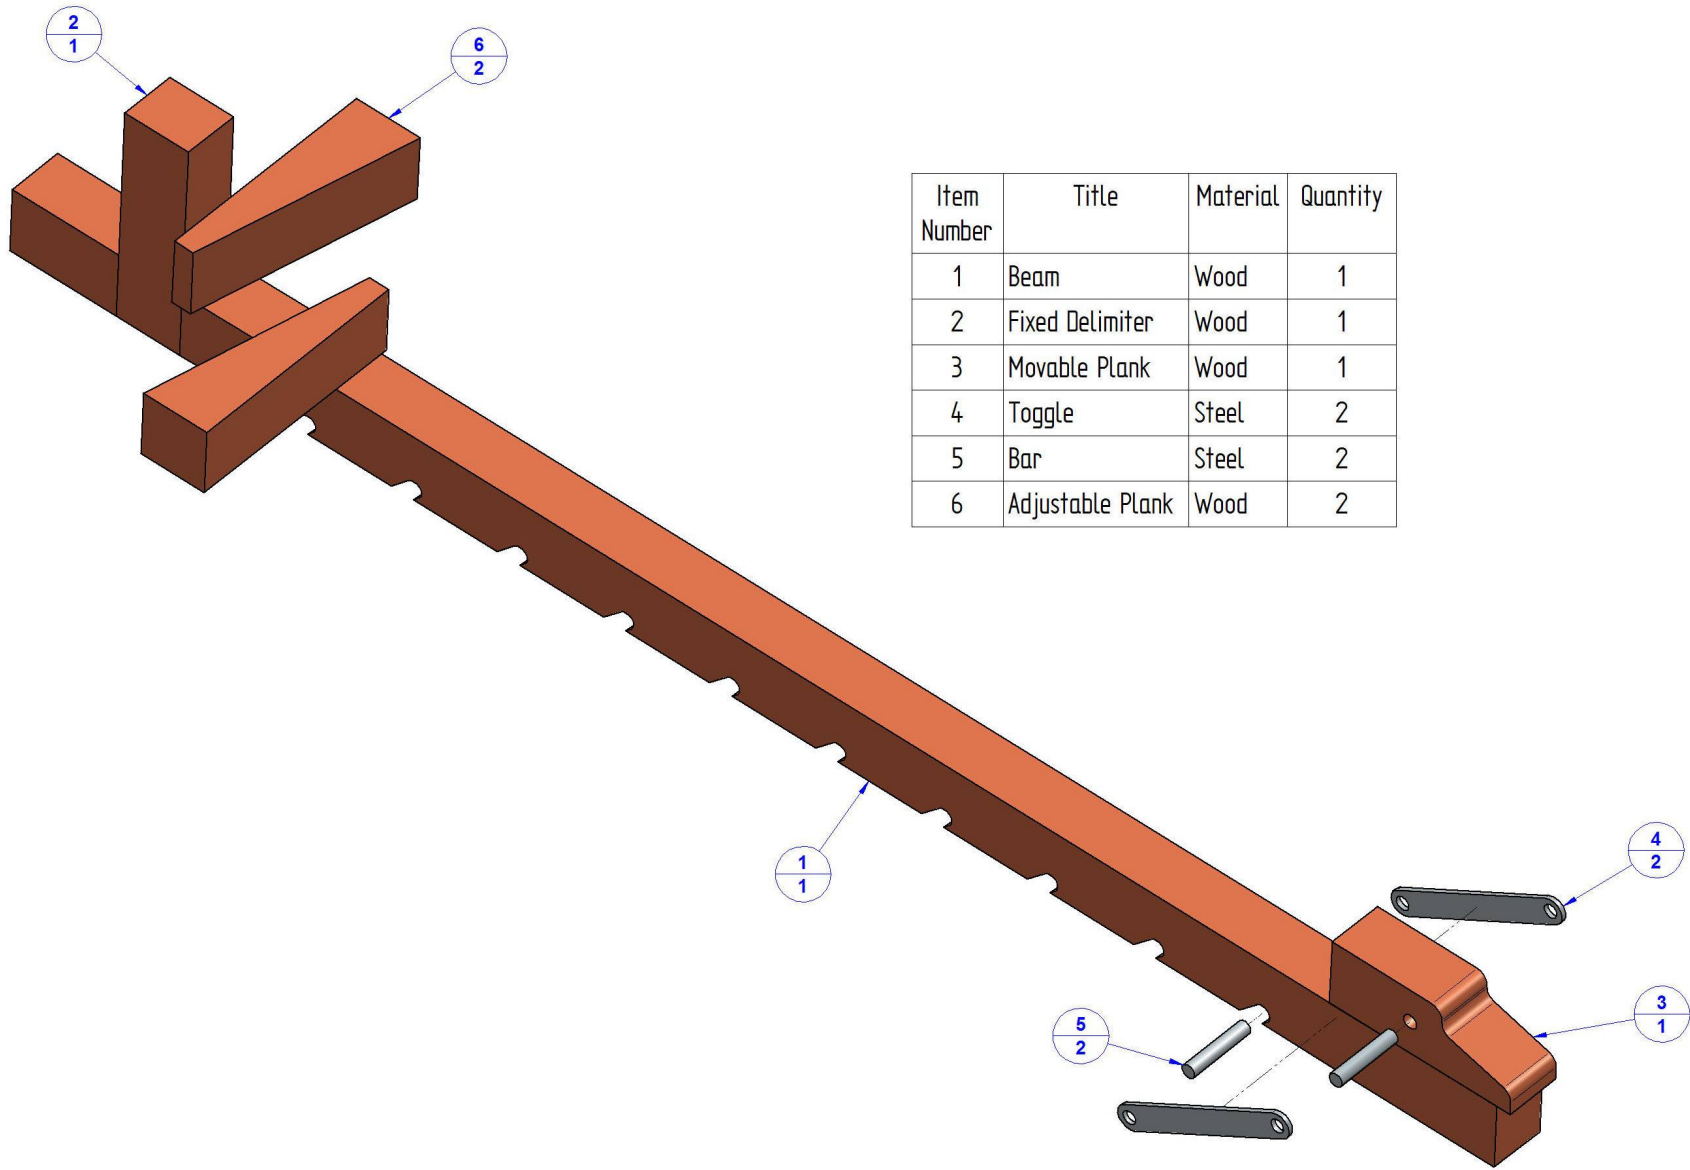 2
1
6
2
Item Number Title Material Quantity
1 Beam Wood 1
2 Fixed Delimiter Wood 1
3 Movable Plank Wood 1
4 Toggle Steel 2
5 Bar Steel 2
6 Adjustable Plank Wood 2
1
1
4
2
5
2
3
1